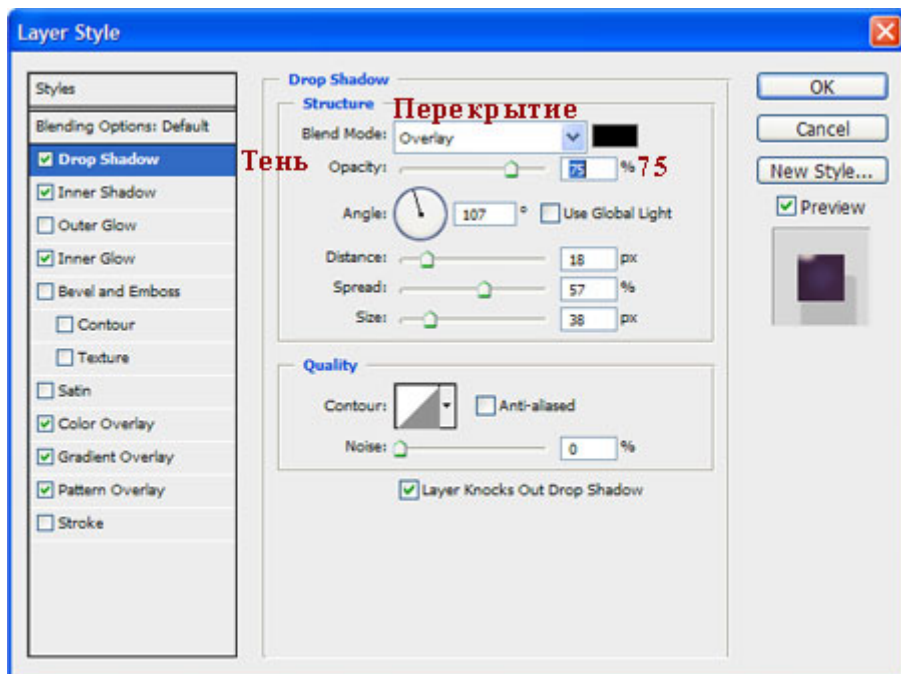 Layer Style
Styles
Blending Options: Default
Drop Shadow
Inner Shadow
Outer Glow
Inner Glow
Bevel and Emboss
Contour
Texture
Satin
Color Overlay
Gradient Overlay
Pattern Overlay
Stroke
Тень
Drop Shadow
Structure
Перекрытие
Blend Mode: Overlay
Opacity: 75 % 75
Angle: 107 ° Use Global Light
Distance: 18 px
Spread: 57 %
Size: 38 px
Quality
Contour: Anti-aliased
Noise: 0 %
Layer Knocks Out Drop Shadow
OK
Cancel
New Style...
Preview